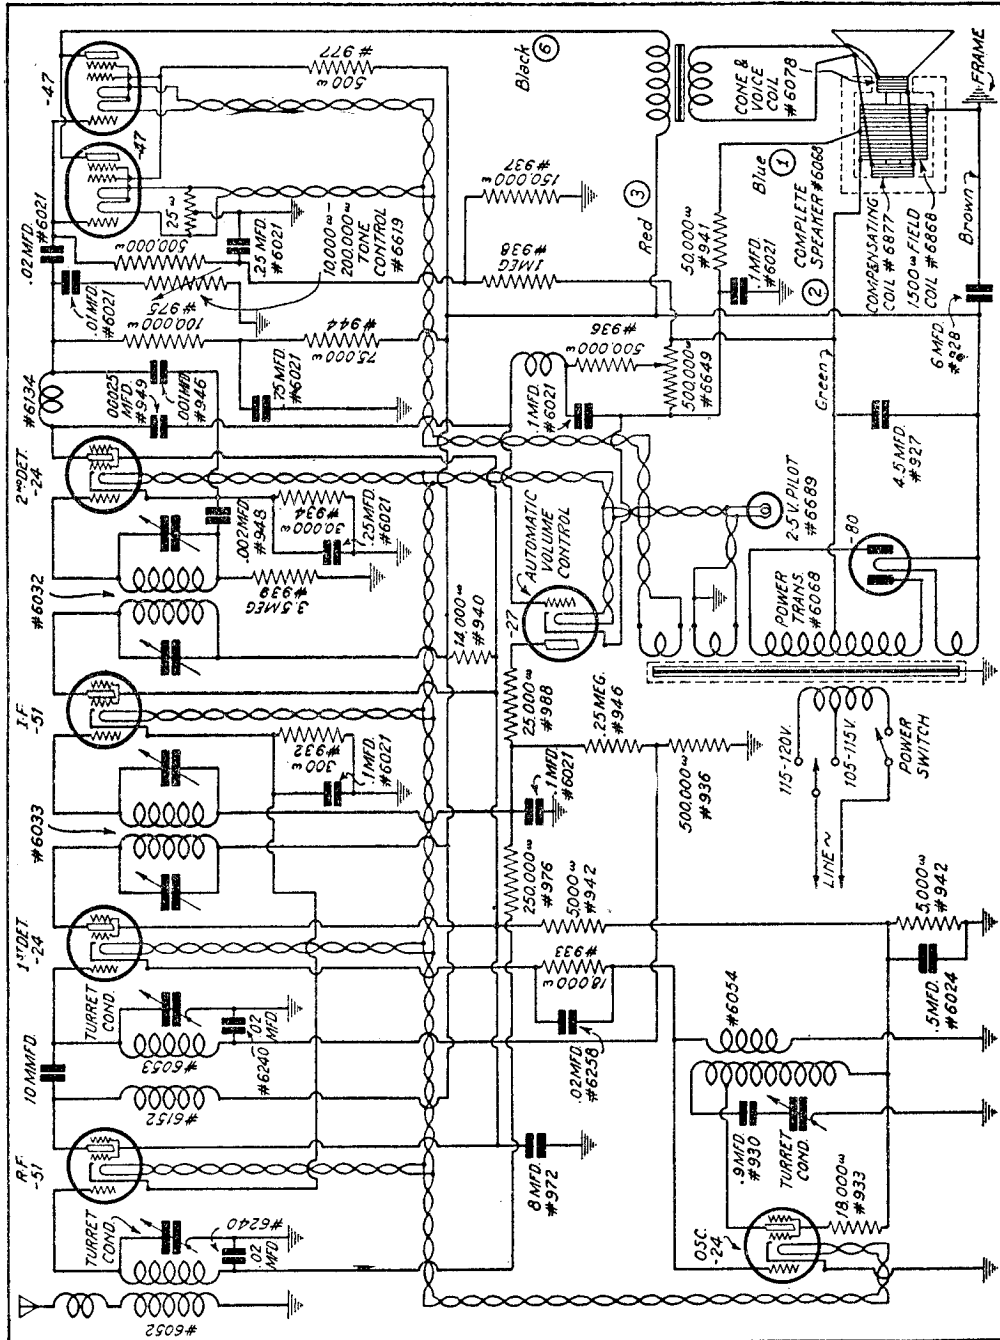 #6052
TURRET
COND.
#6240
.02
MFD.
R.F.
-51
#6152
10 MMFD.
TURRET
COND.
#6053
.02
MFD.
#6240
1ST DET.
-24
#6033
I-F
-51
300ω
#932
.1 MFD.
#6021
#6032
3.5 MEG
#939
.002 MFD.
#948
2ND DET.
-24
30,000ω
#934
.25 MFD.
#6021
#6134
.00025
MFD.
#949
.001 MFD.
#946
.01 MFD.
#6021
.02 MFD.
#6021
100,000ω
#975
500,000ω
.25 MFD.
#6021
25ω
-47
-47
75,000ω
#944
.75 MFD.
#6021
10,000ω-
200,000ω
TONE
CONTROL
#6619
500ω
#977
8 MFD.
#972
18,000ω
#933
.02 MFD.
#6258
250,000ω
#976
5,000ω
#942
14,000ω
#940
.1 MFD.
#6021
25,000ω
#988
.25 MEG.
#946
500,000ω
#936
-27
AUTOMATIC
VOLUME
CONTROL
.1 MFD.
#6021
500,000ω
#936
500,000ω
#6649
1 MEG
#938
150,000ω
#937
Black
6
Red
3
50,000ω
#941
.1 MFD.
#6021
Blue
1
COMPLETE
SPEAKER #6068
2
CONE &
VOICE
COIL
#6078
COMPENSATING
COIL #6877
1,500ω FIELD
COIL #6868
FRAME
Brown
Green
6 MFD.
#928
4.5 MFD.
#927
2.5 V. PILOT
#6689
-80
POWER
TRANS.
#6068
115-120V.
105-115V.
POWER
SWITCH
LINE ~
5,000ω
#942
.5 MFD.
#6024
#6054
.9 MFD.
#930
TURRET
COND.
18,000ω
#933
OSC.
-24